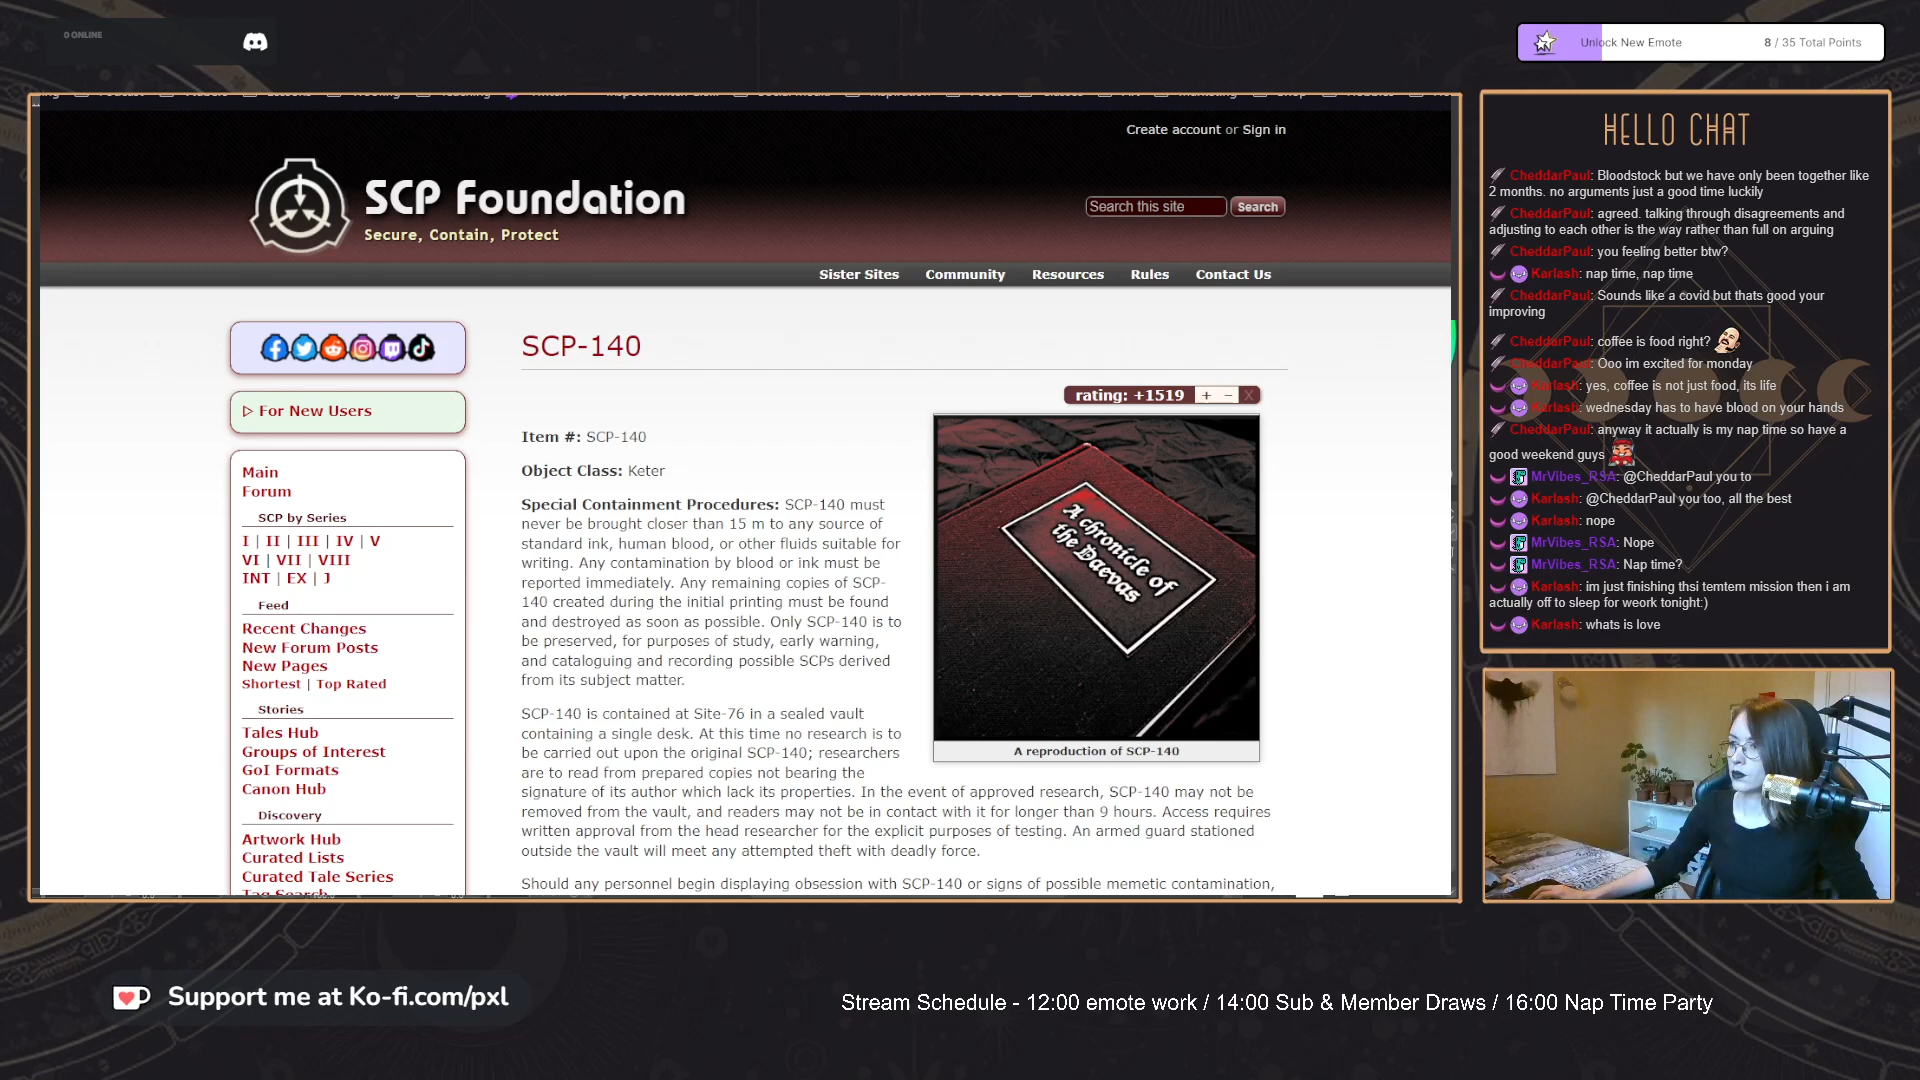 0 ONLINE
Unlock New Emote
8 / 35 Total Points
Create account or Sign in
SCP Foundation
Secure, Contain, Protect
Search this site
Search
Sister Sites
Community
Resources
Rules
Contact Us
▷ For New Users
Main
Forum
SCP by Series
I | II | III | IV | V
VI | VII | VIII
INT | EX | J
Feed
Recent Changes
New Forum Posts
New Pages
Shortest | Top Rated
Stories
Tales Hub
Groups of Interest
GoI Formats
Canon Hub
Discovery
Artwork Hub
Curated Lists
Curated Tale Series
Tag Search
SCP-140
rating: +1519 + – X
Item #: SCP-140
Object Class: Keter
Special Containment Procedures: SCP-140 must
never be brought closer than 15 m to any source of
standard ink, human blood, or other fluids suitable for
writing. Any contamination by blood or ink must be
reported immediately. Any remaining copies of SCP-
140 created during the initial printing must be found
and destroyed as soon as possible. Only SCP-140 is to
be preserved, for purposes of study, early warning,
and cataloguing and recording possible SCPs derived
from its subject matter.
A chronicle of
the Daevas
A reproduction of SCP-140
SCP-140 is contained at Site-76 in a sealed vault
containing a single desk. At this time no research is to
be carried out upon the original SCP-140; researchers
are to read from prepared copies not bearing the
signature of its author which lack its properties. In the event of approved research, SCP-140 may not be
removed from the vault, and readers may not be in contact with it for longer than 9 hours. Access requires
written approval from the head researcher for the explicit purposes of testing. An armed guard stationed
outside the vault will meet any attempted theft with deadly force.
Should any personnel begin displaying obsession with SCP-140 or signs of possible memetic contamination,
HELLO CHAT
CheddarPaul: Bloodstock but we have only been together like
2 months. no arguments just a good time luckily
CheddarPaul: agreed. talking through disagreements and
adjusting to each other is the way rather than full on arguing
CheddarPaul: you feeling better btw?
Karlash: nap time, nap time
CheddarPaul: Sounds like a covid but thats good your
improving
CheddarPaul: coffee is food right?
CheddarPaul: Ooo im excited for monday
Karlash: yes, coffee is not just food, its life
Karlash: wednesday has to have blood on your hands
CheddarPaul: anyway it actually is my nap time so have a
good weekend guys
MrVibes_RSA: @CheddarPaul you to
Karlash: @CheddarPaul you too, all the best
Karlash: nope
MrVibes_RSA: Nope
MrVibes_RSA: Nap time?
Karlash: im just finishing thsi temtem mission then i am
actually off to sleep for weork tonight:)
Karlash: whats is love
Support me at Ko-fi.com/pxl
Stream Schedule - 12:00 emote work / 14:00 Sub & Member Draws / 16:00 Nap Time Party